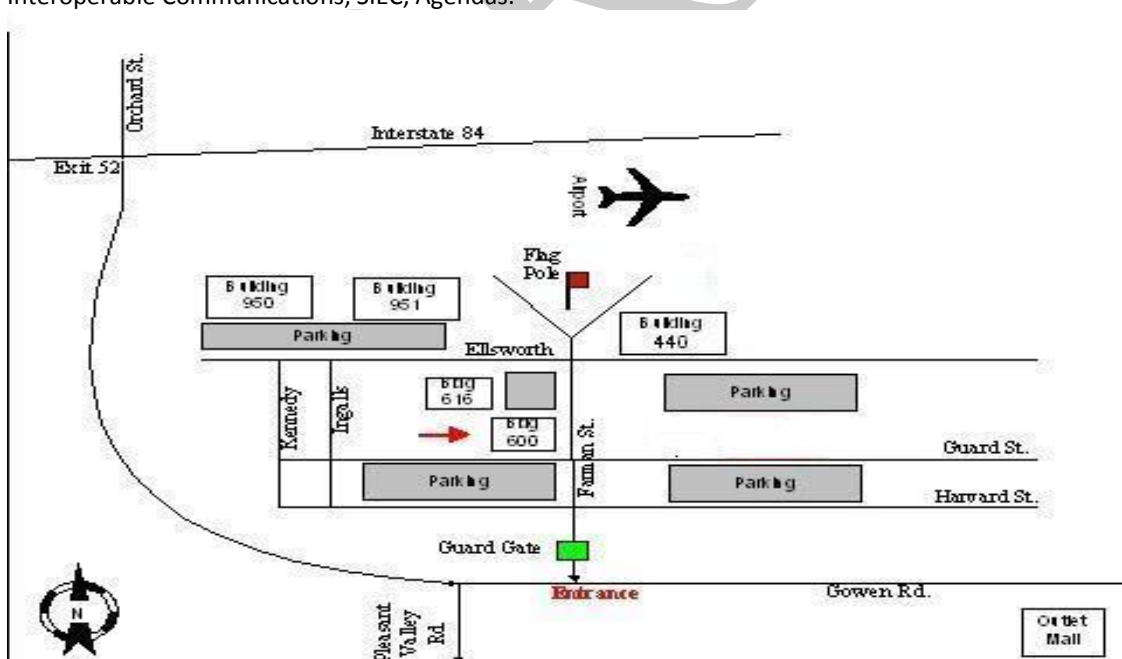 Interoperable Communications, SIEC, Agendas.
Orchard St.
Interstate 84
Exit 52
Airport
Flag
Pole
Building
950
Building
951
Parking
Building
440
Ellsworth
Kennedy
Ingalls
Bldg
616
Parking
Bldg
600
Farman St.
Guard St.
Parking
Parking
Harvard St.
Guard Gate
Entrance
Gowen Rd.
Pleasant
Valley
Rd.
N
Outlet
Mall